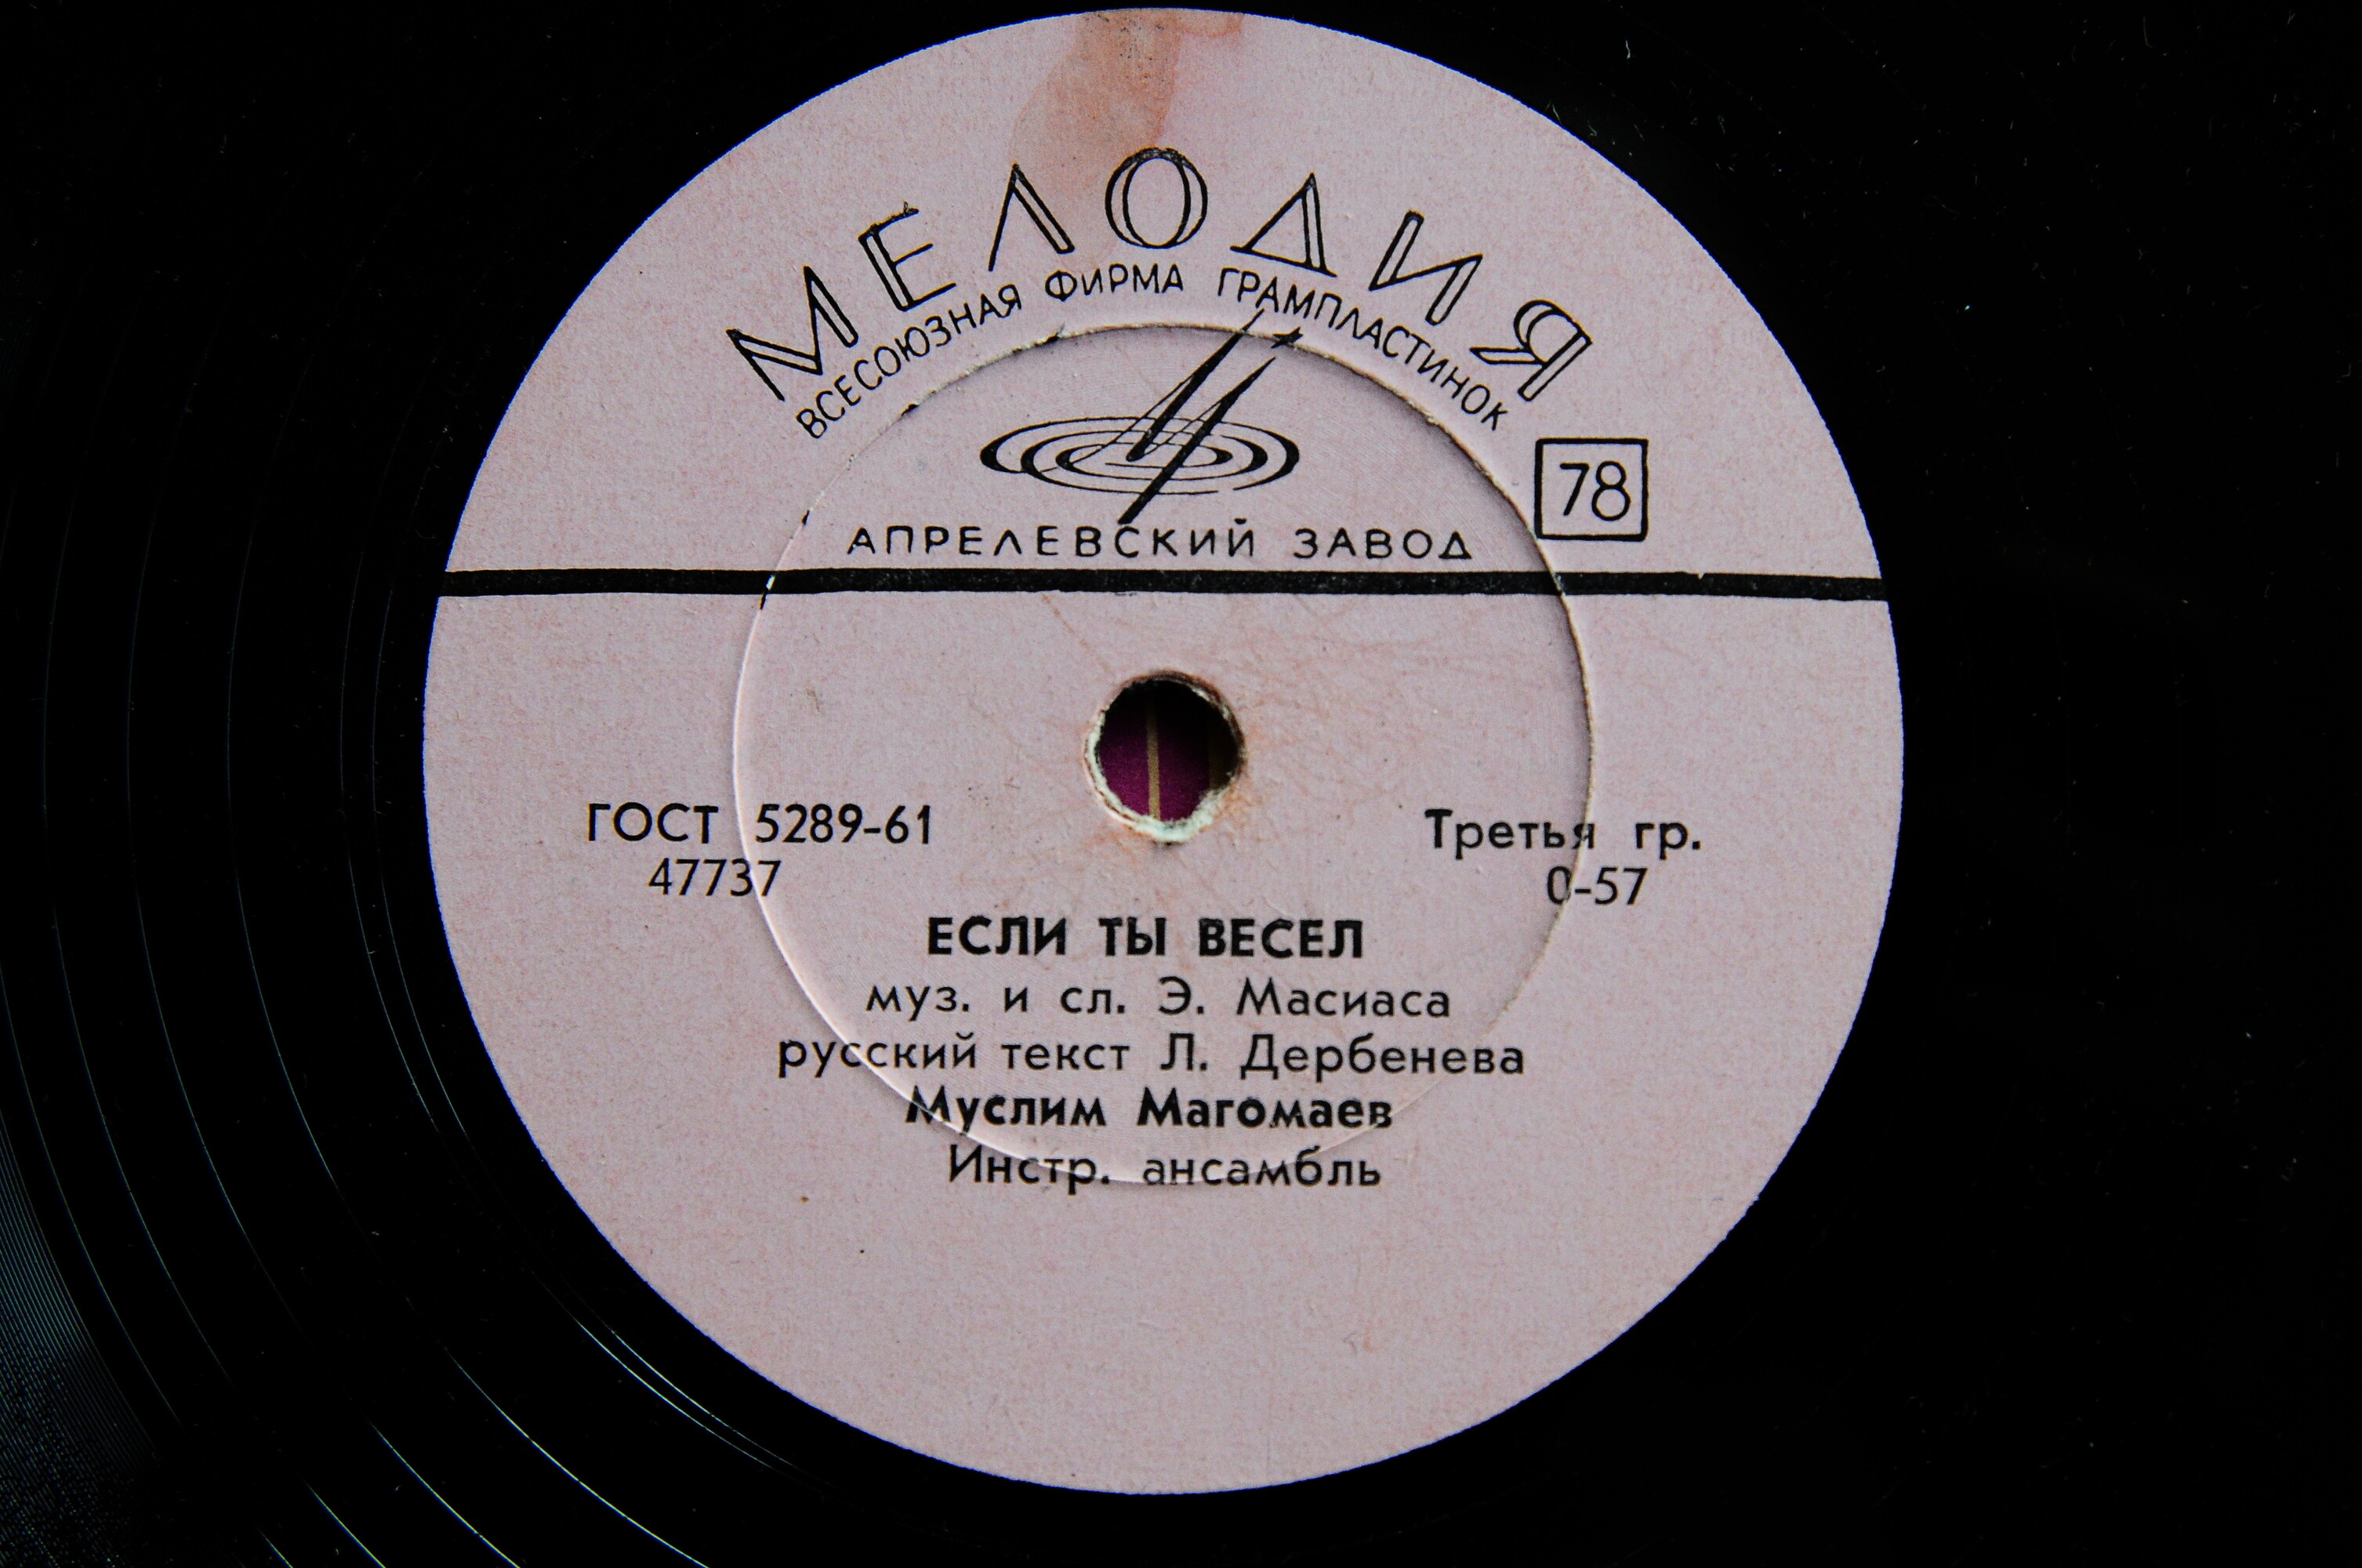 МЕЛОДИЯ
ВСЕСОЮЗНАЯ ФИРМА ГРАМПЛАСТИНОК
78
АПРЕЛЕВСКИЙ ЗАВОД
ГОСТ 5289-61
47737
Третья гр.
0-57
ЕСЛИ ТЫ ВЕСЕЛ
муз. и сл. Э. Масиаса
русский текст Л. Дербенева
Муслим Магомаев
Инстр. ансамбль